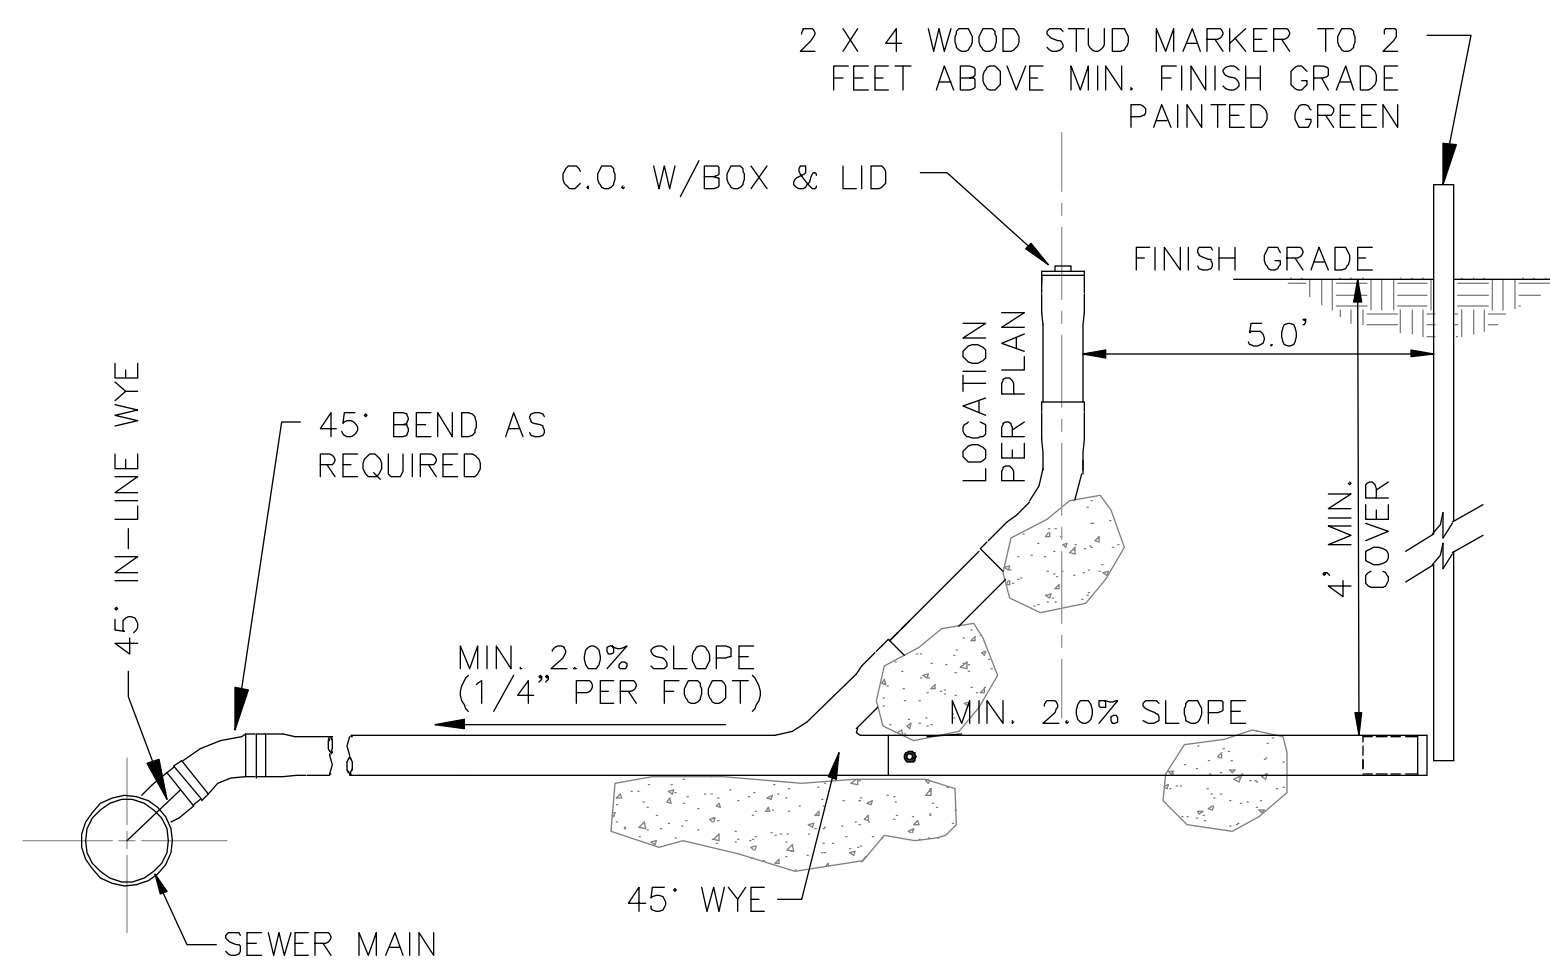 2 X 4 WOOD STUD MARKER TO 2
FEET ABOVE MIN. FINISH GRADE
PAINTED GREEN
C.O. W/BOX & LID
FINISH GRADE
5.0'
LOCATION
PER PLAN
45° IN-LINE WYE
45° BEND AS
REQUIRED
4' MIN.
COVER
MIN. 2.0% SLOPE
(1/4" PER FOOT)
MIN. 2.0% SLOPE
45° WYE
SEWER MAIN